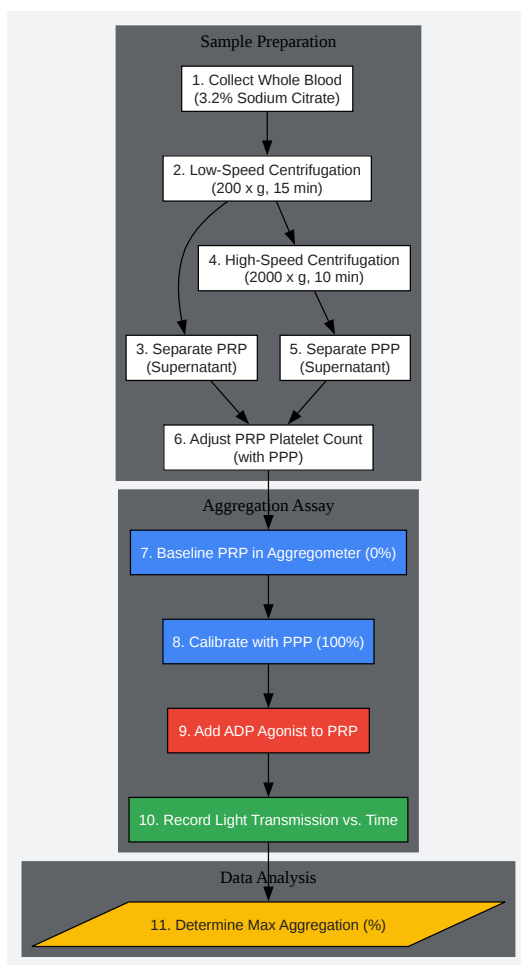 Sample Preparation
1. Collect Whole Blood
(3.2% Sodium Citrate)
2. Low-Speed Centrifugation
(200 x g, 15 min)
4. High-Speed Centrifugation
(2000 x g, 10 min)
3. Separate PRP
(Supernatant)
5. Separate PPP
(Supernatant)
6. Adjust PRP Platelet Count
(with PPP)
Aggregation Assay
7. Baseline PRP in Aggregometer (0%)
8. Calibrate with PPP (100%)
9. Add ADP Agonist to PRP
10. Record Light Transmission vs. Time
Data Analysis
11. Determine Max Aggregation (%)